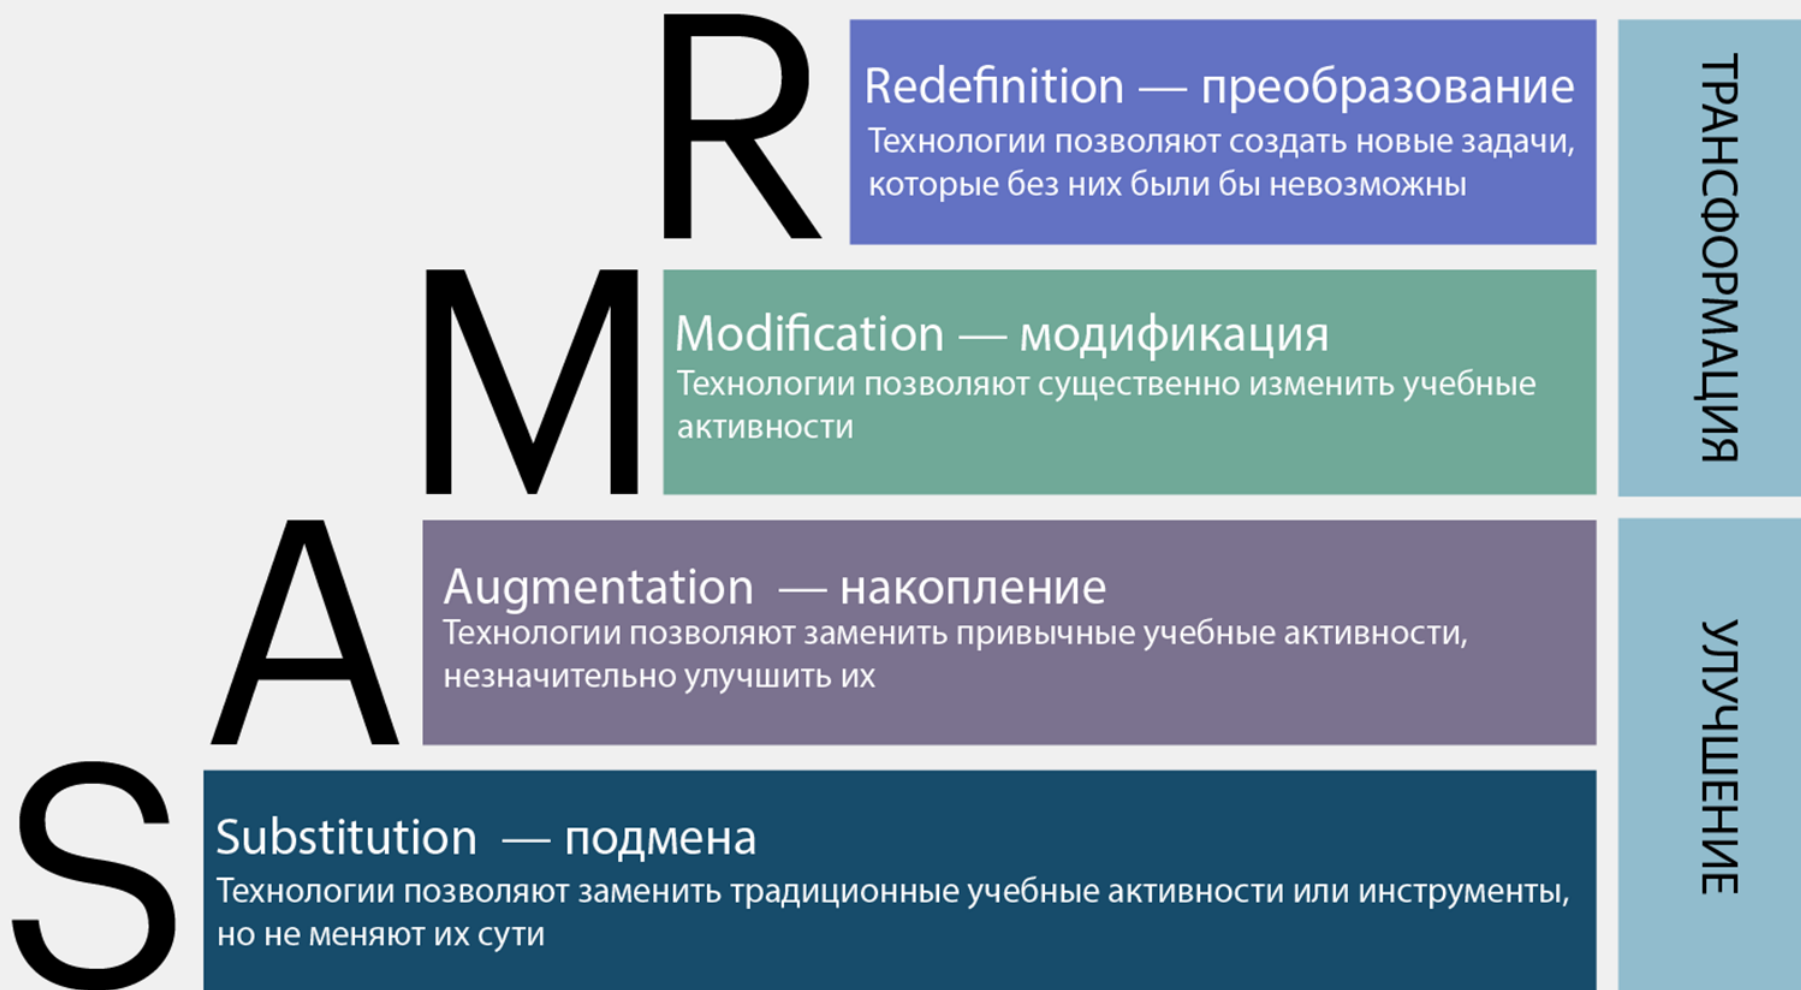 R
Redefinition — преобразование
Технологии позволяют создать новые задачи,
которые без них были бы невозможны
M
Modification — модификация
Технологии позволяют существенно изменить учебные
активности
ТРАНСФОРМАЦИЯ
A
Augmentation — накопление
Технологии позволяют заменить привычные учебные активности,
незначительно улучшить их
S
Substitution — подмена
Технологии позволяют заменить традиционные учебные активности или инструменты,
но не меняют их сути
УЛУЧШЕНИЕ